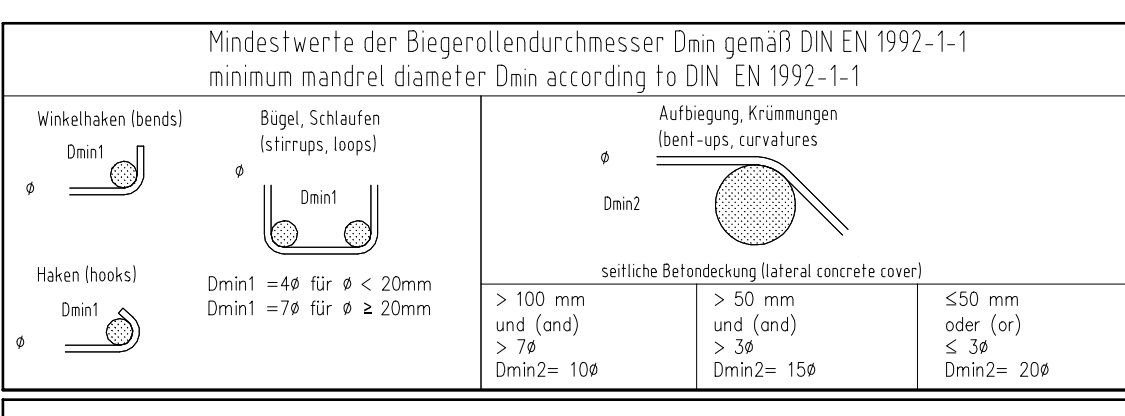 Mindestwerte der Biegerollendurchmesser Dmin gemäß DIN EN 1992-1-1
minimum mandrel diameter Dmin according to DIN EN 1992-1-1
Winkelhaken (bends)
Dmin1
ø
Haken (hooks)
Dmin1
ø
Bügel, Schlaufen
(stirrups, loops)
ø
Dmin1
Dmin1 =4ø für ø < 20mm
Dmin1 =7ø für ø ≥ 20mm
Aufbiegung, Krümmungen
(bent-ups, curvatures
ø
Dmin2
seitliche Betondeckung (lateral concrete cover)
> 100 mm
und (and)
> 7ø
Dmin2= 10ø
> 50 mm
und (and)
> 3ø
Dmin2= 15ø
≤50 mm
oder (or)
≤ 3ø
Dmin2= 20ø